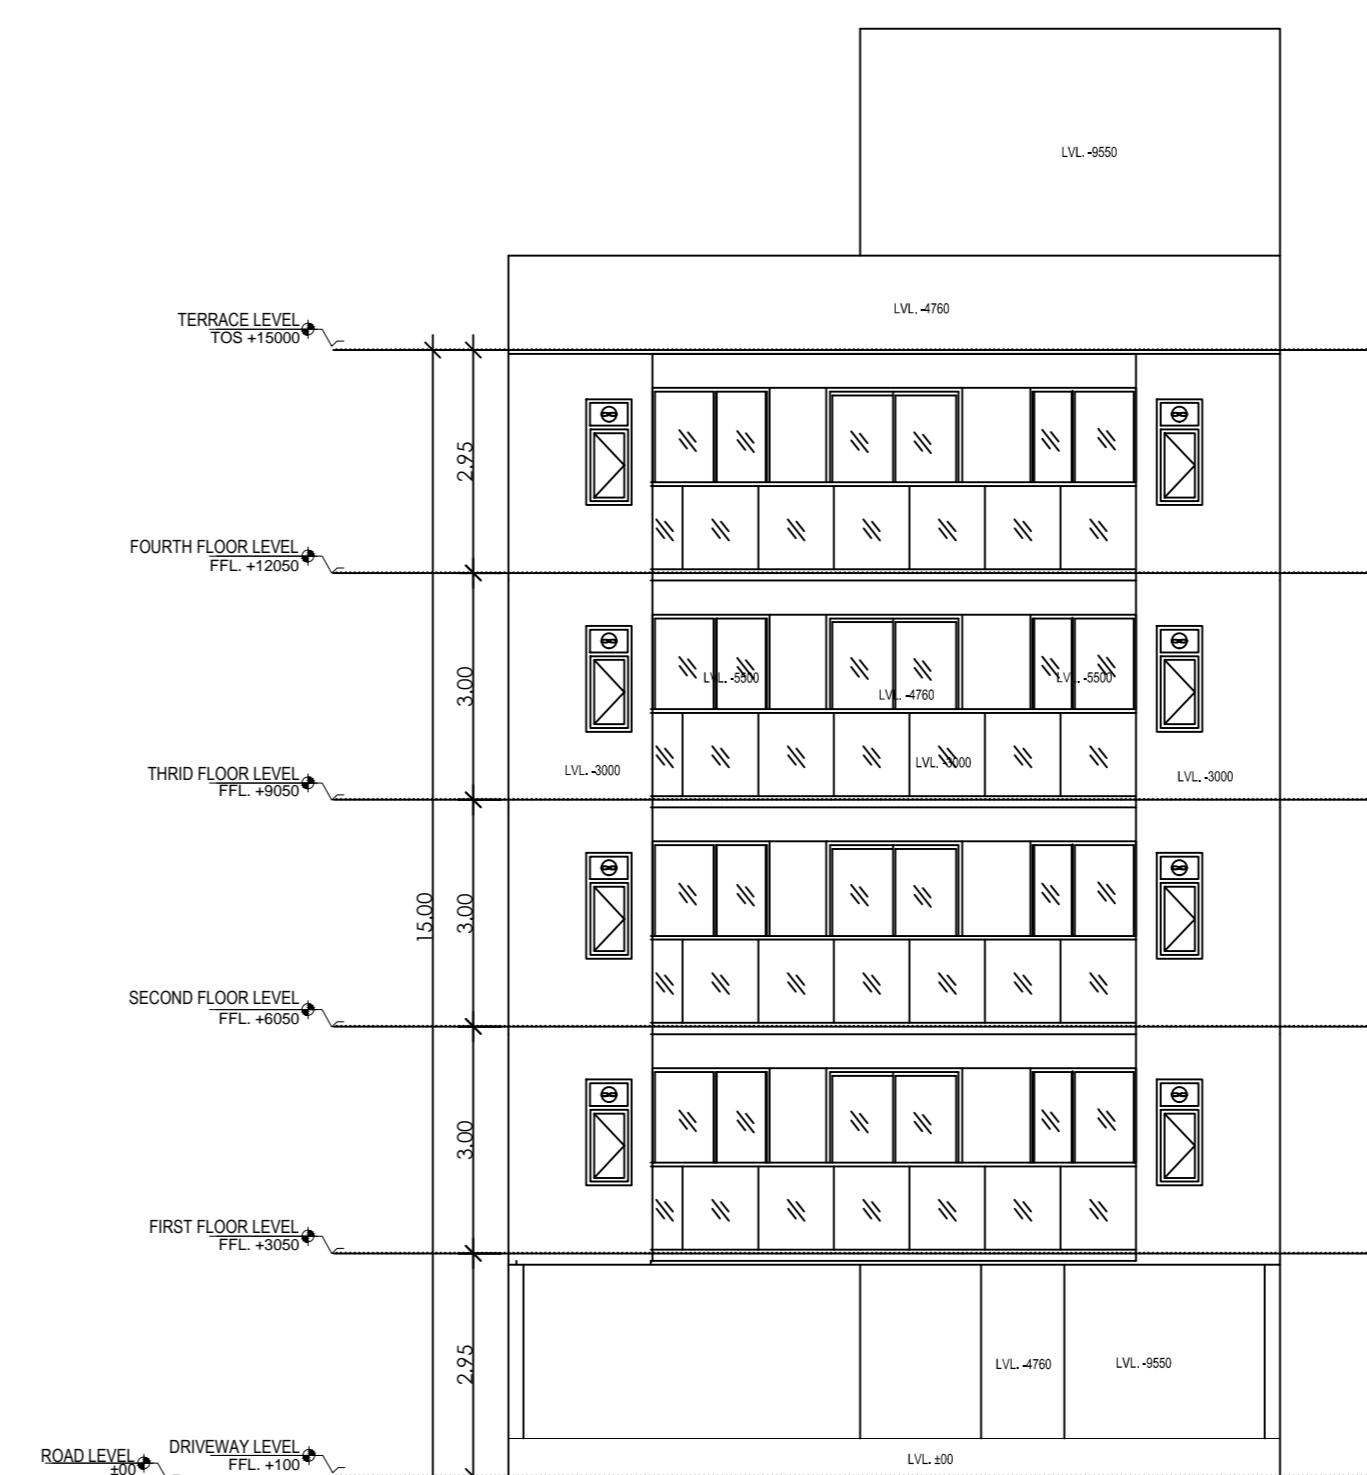 LVL. -9550
LVL. -4760
TERRACE LEVEL
TOS +15000
2.95
FOURTH FLOOR LEVEL
FFL. +12050
3.00
LVL. -5500
LVL. -5500
LVL. -4760
LVL. -3000
LVL. -3000
LVL. -3000
THRID FLOOR LEVEL
FFL. +9050
15.00
3.00
SECOND FLOOR LEVEL
FFL. +6050
3.00
FIRST FLOOR LEVEL
FFL. +3050
2.95
LVL. -4760
LVL. -9550
ROAD LEVEL
±00
DRIVEWAY LEVEL
FFL. +100
LVL. ±00